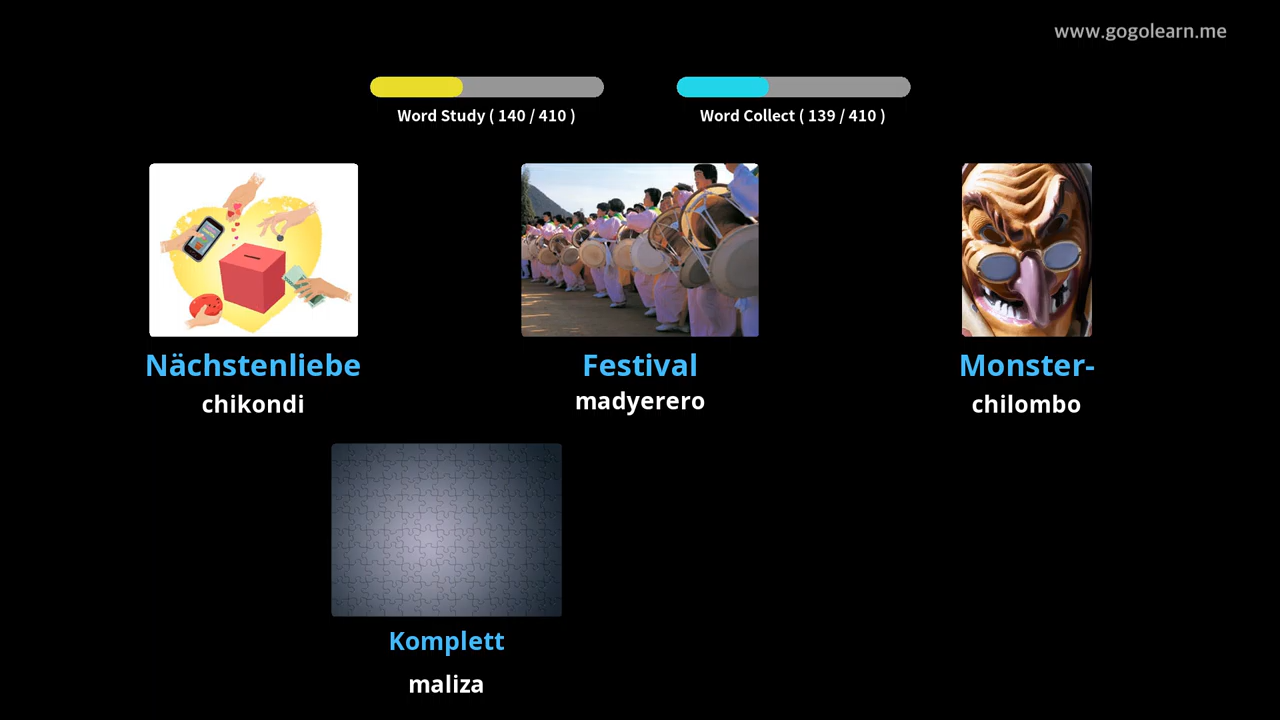 www.gogolearn.me
Word Study ( 140 / 410 )
Word Collect ( 139 / 410 )
Nächstenliebe
chikondi
Festival
madyerero
Monster-
chilombo
Komplett
maliza